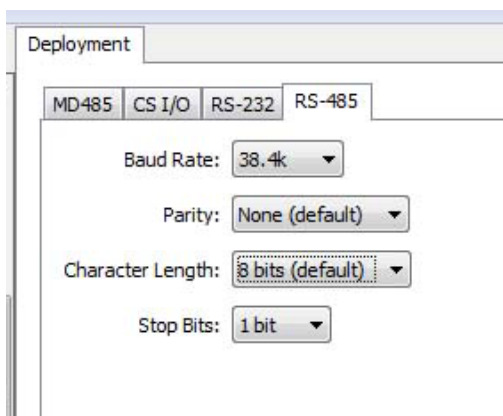 Deployment
MD485 CS I/O RS-232 RS-485
Baud Rate: 38.4k
Parity: None (default)
Character Length: 8 bits (default)
Stop Bits: 1 bit